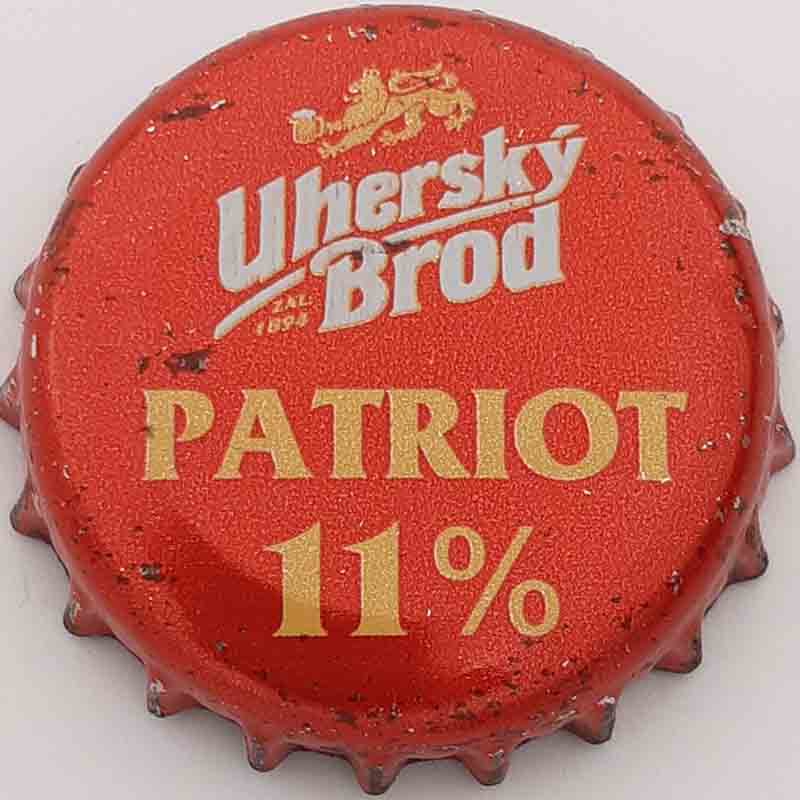 Uherský
Brod
ZAL.
1894
PATRIOT
11%